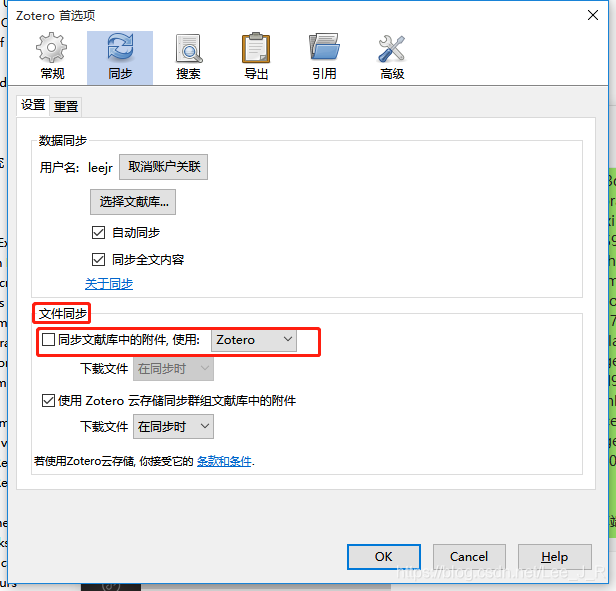 Zotero 首选项
常规 同步 搜索 导出 引用 高级
设置 重置
数据同步
用户名: leejr 取消账户关联
选择文献库...
自动同步
同步全文内容
关于同步
文件同步
同步文献库中的附件, 使用: Zotero
下载文件 在同步时
使用 Zotero 云存储同步群组文献库中的附件
下载文件 在同步时
若使用Zotero云存储, 你接受它的 条款和条件.
OK Cancel Help
https://blog.csdn.net/Lee_J_R